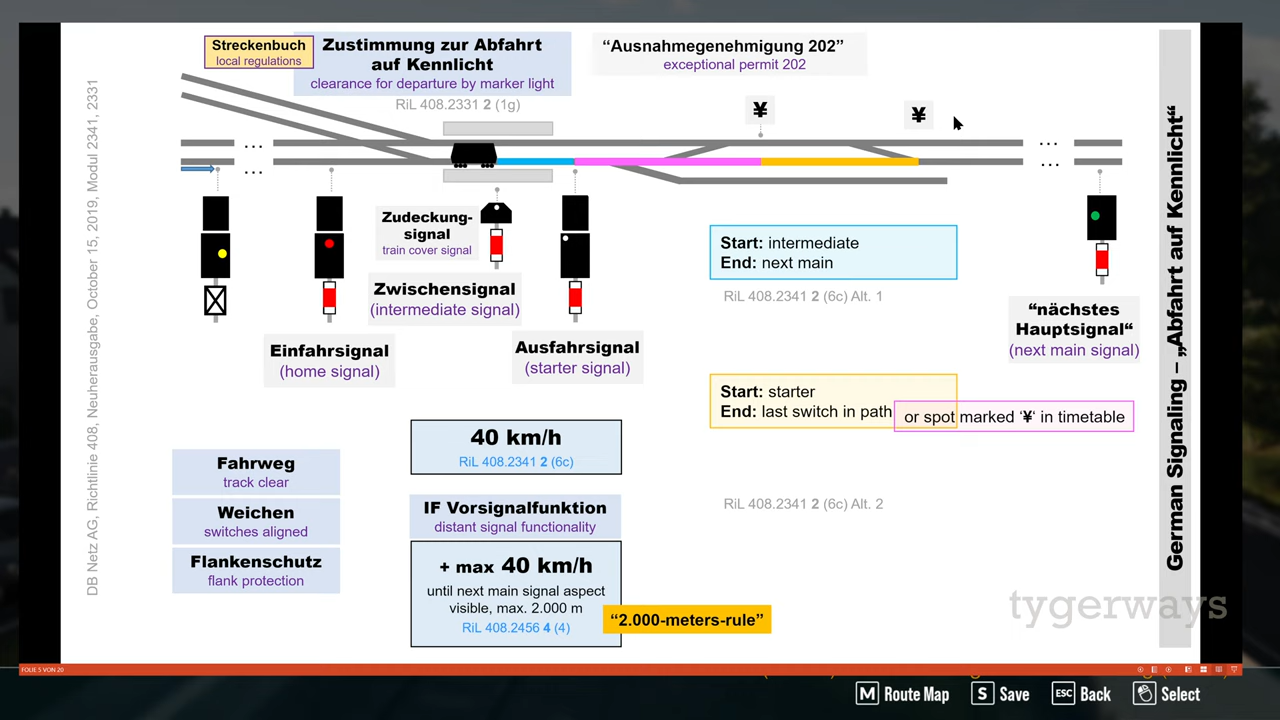 Streckenbuch
local regulations
Zustimmung zur Abfahrt
auf Kennlicht
clearance for departure by marker light
RiL 408.2331 2 (1g)
“Ausnahmegenehmigung 202”
exceptional permit 202
¥
¥
...
...
...
...
Zudeckung-
signal
train cover signal
Zwischensignal
(intermediate signal)
Einfahrsignal
(home signal)
Ausfahrsignal
(starter signal)
Start: intermediate
End: next main
RiL 408.2341 2 (6c) Alt. 1
“nächstes
Hauptsignal“
(next main signal)
Start: starter
End: last switch in path
or spot marked ‘¥‘ in timetable
RiL 408.2341 2 (6c) Alt. 2
40 km/h
RiL 408.2341 2 (6c)
Fahrweg
track clear
Weichen
switches aligned
Flankenschutz
flank protection
IF Vorsignalfunktion
distant signal functionality
+ max 40 km/h
until next main signal aspect
visible, max. 2.000 m
RiL 408.2456 4 (4)
“2.000-meters-rule”
DB Netz AG, Richtlinie 408, Neuherausgabe, October 15, 2019, Modul 2341, 2331
German Signaling – „Abfahrt auf Kennlicht“
tygerways
FOLIE 5 VON 20
M Route Map
S Save
ESC Back
Select